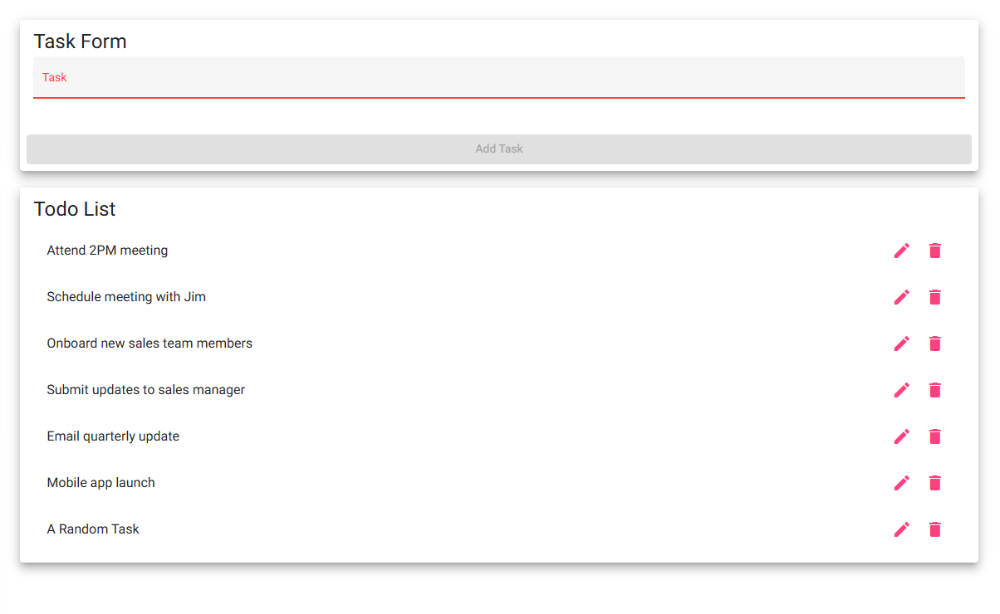 Task Form
Task
Add Task
Todo List
Attend 2PM meeting
Schedule meeting with Jim
Onboard new sales team members
Submit updates to sales manager
Email quarterly update
Mobile app launch
A Random Task